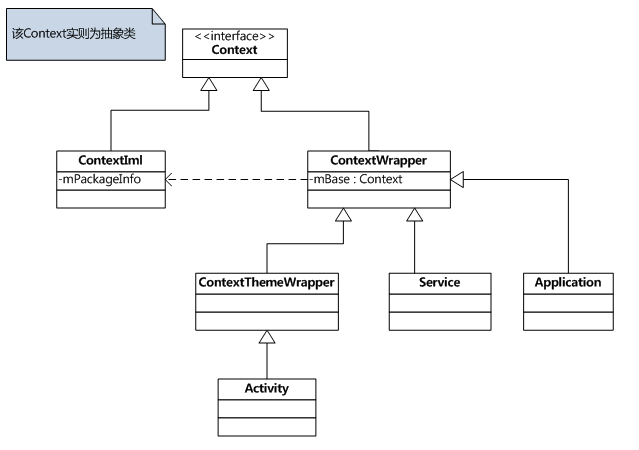 该Context实则为抽象类
<<interface>>
Context
ContextIml
-mPackageInfo
ContextWrapper
-mBase : Context
ContextThemeWrapper
Service
Application
Activity